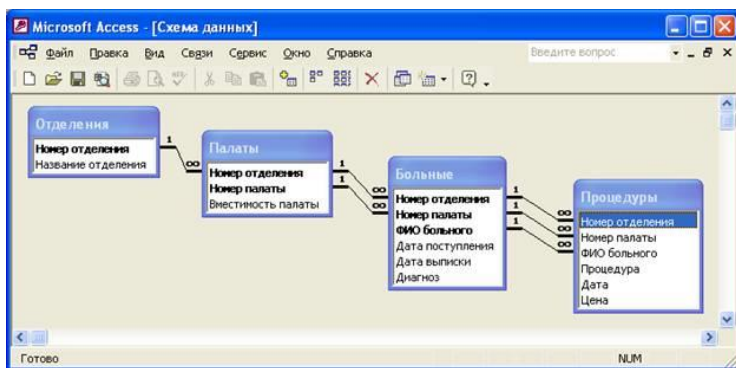 Microsoft Access - [Схема данных]
Файл Правка Вид Связи Сервис Окно Справка Введите вопрос
Отделения
Номер отделения
Название отделения
1
∞
Палаты
Номер отделения
Номер палаты
Вместимость палаты
1
1
∞
∞
Больные
Номер отделения
Номер палаты
ФИО больного
Дата поступления
Дата выписки
Диагноз
1
1
1
∞
∞
∞
Процедуры
Номер отделения
Номер палаты
ФИО больного
Процедура
Дата
Цена
Готово NUM